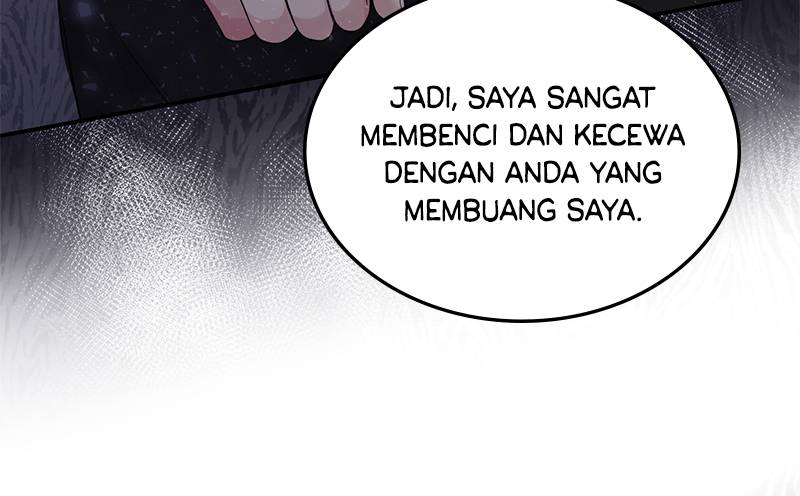 JADI, SAYA SANGAT
MEMBENCI DAN KECEWA
DENGAN ANDA YANG
MEMBUANG SAYA.